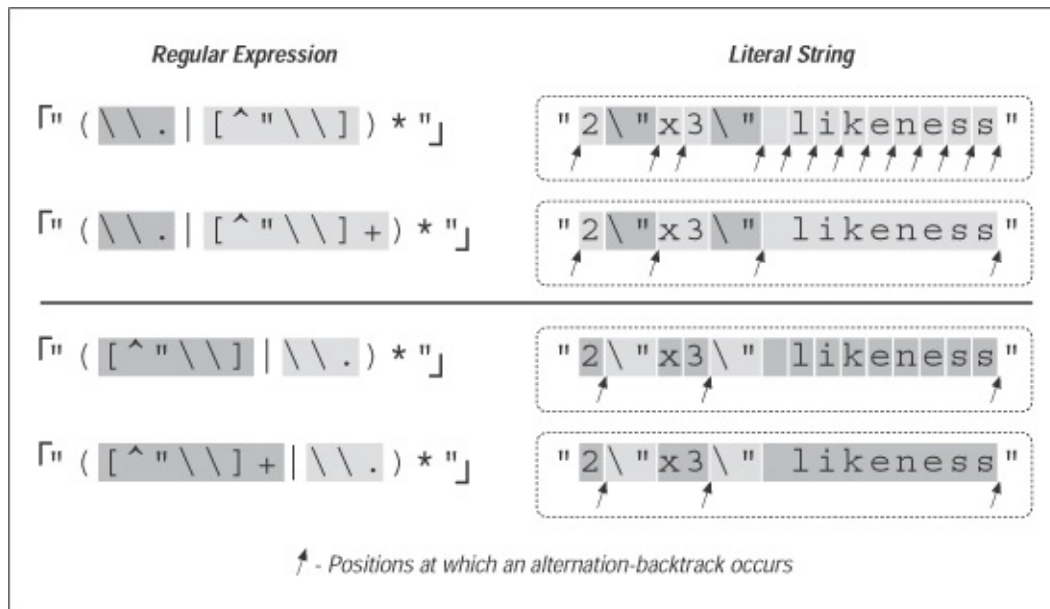 Regular Expression Literal String
「"(\\.|[^"\\])*"」 "2\"x3\" likeness"
「"(\\.|[^"\\]+)*"」 "2\"x3\" likeness"
「"([^"\\]|\\.)*"」 "2\"x3\" likeness"
「"([^"\\]+|\\.)*"」 "2\"x3\" likeness"
- Positions at which an alternation-backtrack occurs